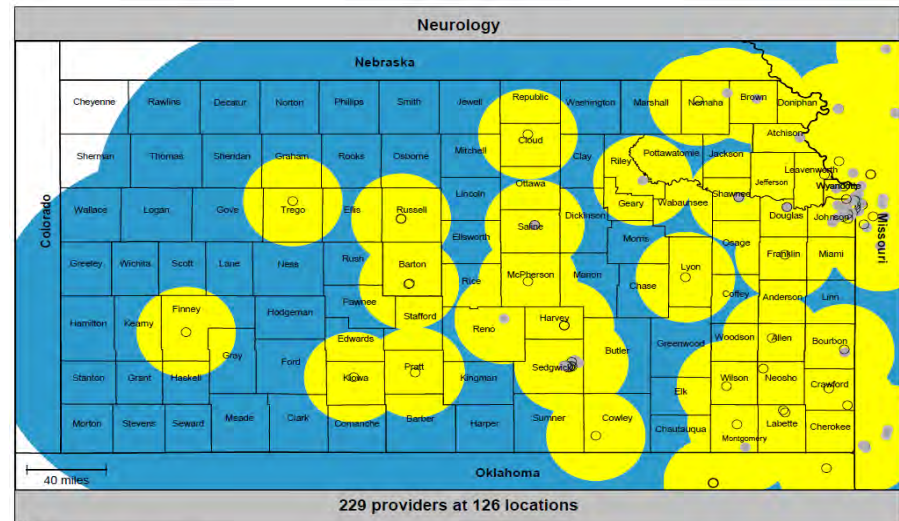 Neurology
Nebraska
Cheyenne Rawlins Decatur Norton Phillips Smith Jewell Republic Washington Marshall Nemaha Brown Doniphan
Atchison
Cloud
Sherman Thomas Sheridan Graham Rooks Osborne Mitchell Clay Riley Pottawatomie Jackson
Leavenworth
Jefferson Wyandotte
Ottawa
Lincoln
Shawnee
Wallace Logan Gove Trego Ellis Russell Saline Dickinson Geary Wabaunsee Douglas Johnson
Colorado
Missouri
Ellsworth
Morris Osage
Franklin Miami
Greeley Wichita Scott Lane Ness Rush Barton Rice McPherson Marion Chase Lyon
Coffey Anderson Linn
Pawnee
Stafford
Hamilton Kearny Finney Hodgeman Edwards Reno Harvey
Butler Greenwood Woodson Allen Bourbon
Gray Ford
Sedgwick
Stanton Grant Haskell Kiowa Pratt Kingman Elk Wilson Neosho Crawford
Morton Stevens Seward Meade Clark Comanche Barber Harper Sumner Cowley Chautauqua Montgomery Labette Cherokee
Oklahoma
40 miles
229 providers at 126 locations